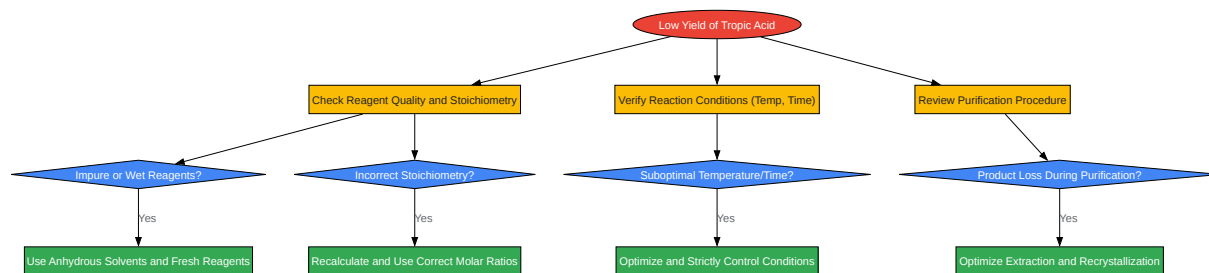 Low Yield of Tropic Acid
Check Reagent Quality and Stoichiometry
Verify Reaction Conditions (Temp, Time)
Review Purification Procedure
Impure or Wet Reagents?
Incorrect Stoichiometry?
Suboptimal Temperature/Time?
Product Loss During Purification?
Yes
Yes
Yes
Yes
Use Anhydrous Solvents and Fresh Reagents
Recalculate and Use Correct Molar Ratios
Optimize and Strictly Control Conditions
Optimize Extraction and Recrystallization